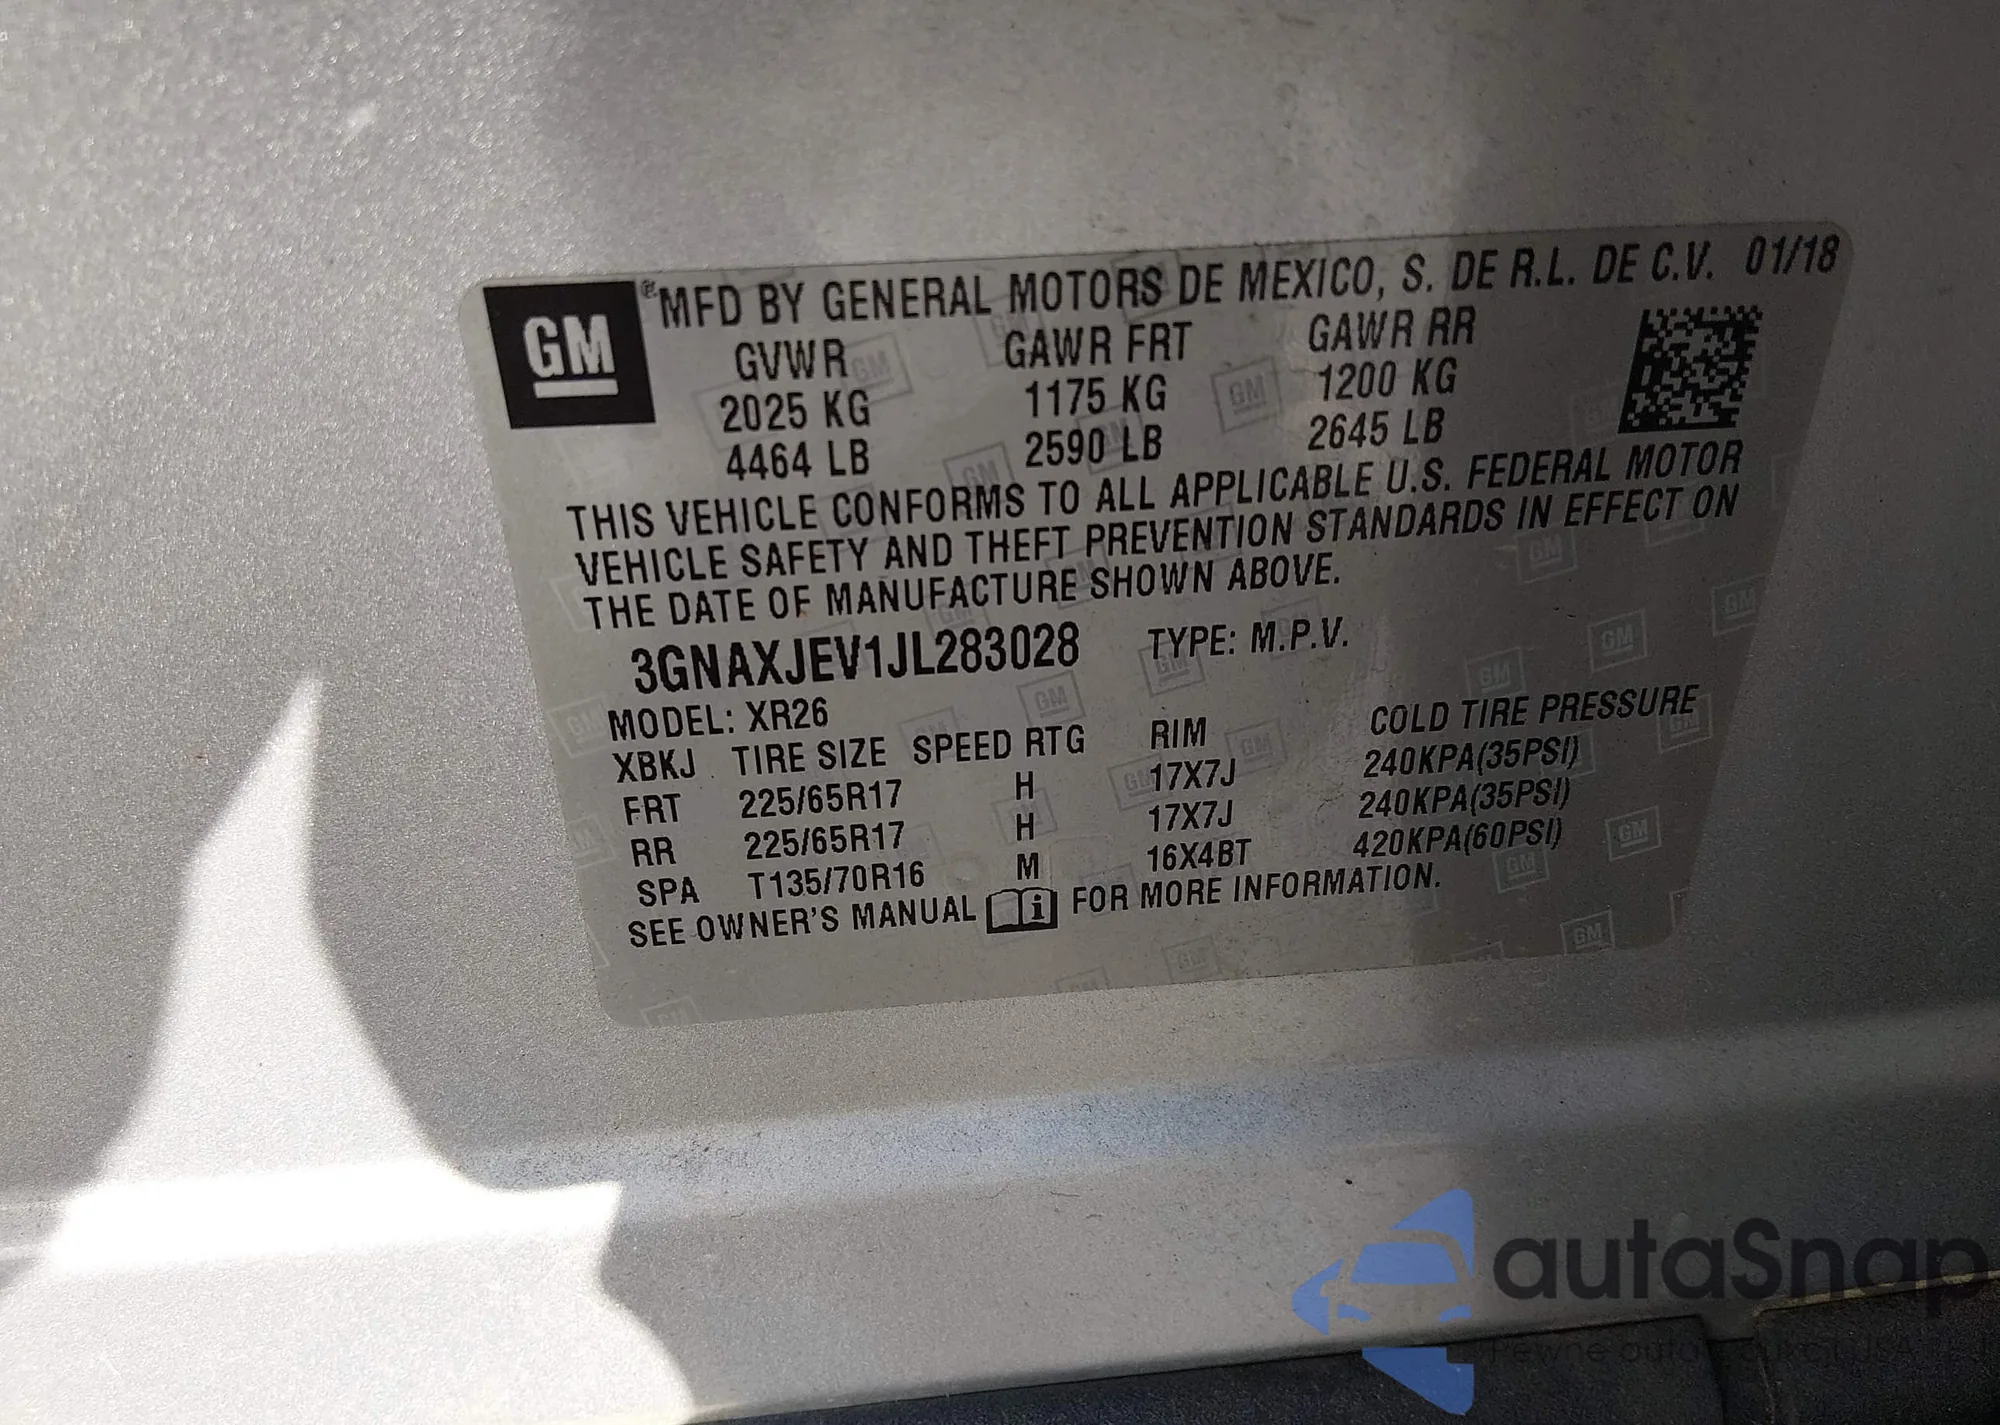 GM
® MFD BY GENERAL MOTORS DE MEXICO, S. DE R.L. DE C.V. 01/18
GVWR GAWR FRT GAWR RR
2025 KG 1175 KG 1200 KG
4464 LB 2590 LB 2645 LB
THIS VEHICLE CONFORMS TO ALL APPLICABLE U.S. FEDERAL MOTOR
VEHICLE SAFETY AND THEFT PREVENTION STANDARDS IN EFFECT ON
THE DATE OF MANUFACTURE SHOWN ABOVE.
3GNAXJEV1JL283028 TYPE: M.P.V.
MODEL: XR26
XBKJ TIRE SIZE SPEED RTG RIM COLD TIRE PRESSURE
FRT 225/65R17 H 17X7J 240KPA(35PSI)
RR 225/65R17 H 17X7J 240KPA(35PSI)
SPA T135/70R16 M 16X4BT 420KPA(60PSI)
SEE OWNER'S MANUAL i FOR MORE INFORMATION.
autaSnap
Pewne auto